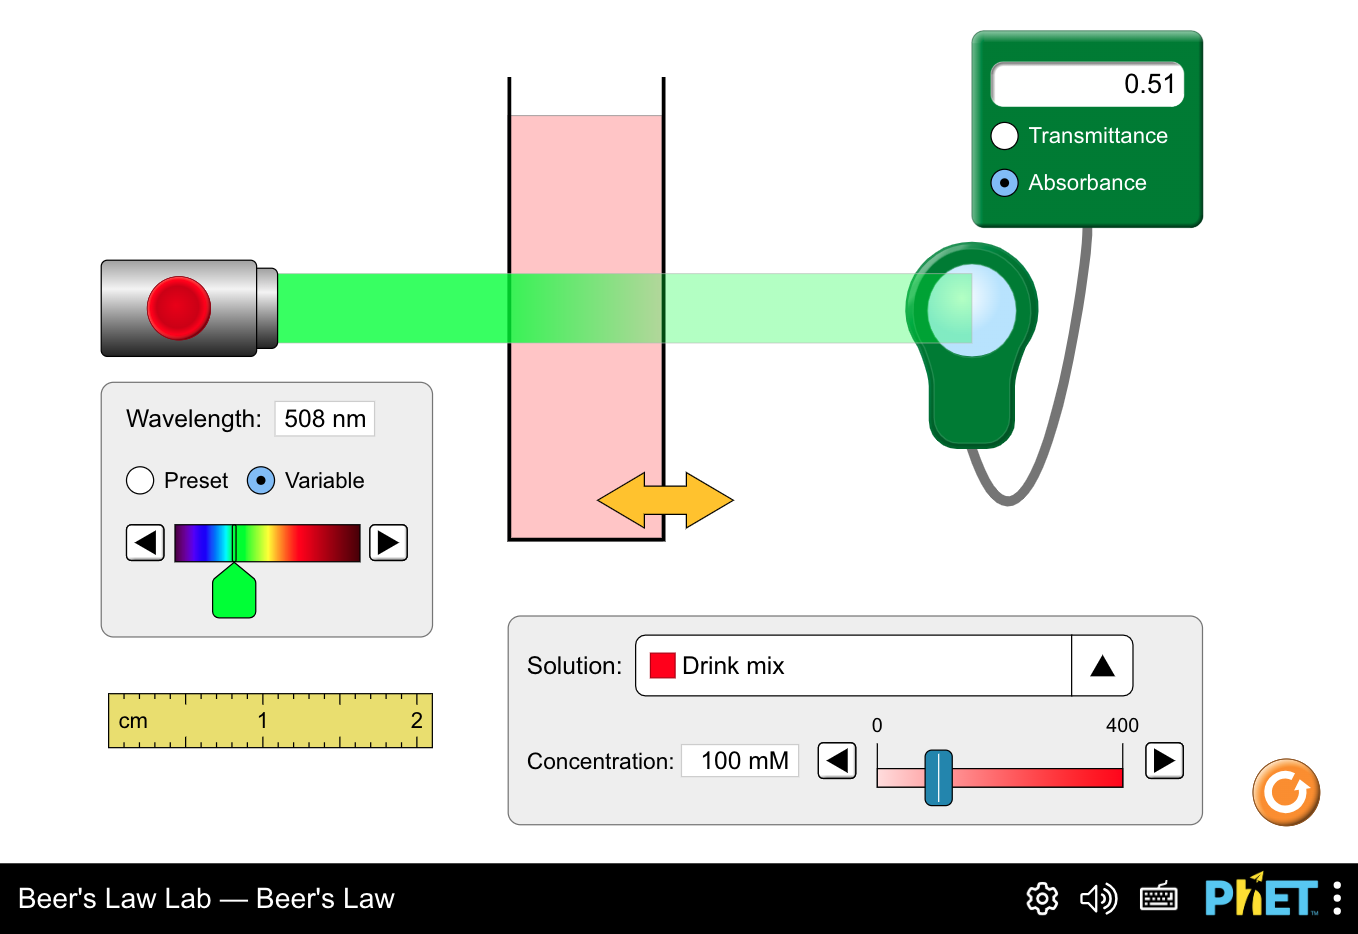 0.51
Transmittance
Absorbance
Wavelength: 508 nm
Preset Variable
cm 1 2
Solution: Drink mix
0 400
Concentration: 100 mM
Beer's Law Lab — Beer's Law
PhET™